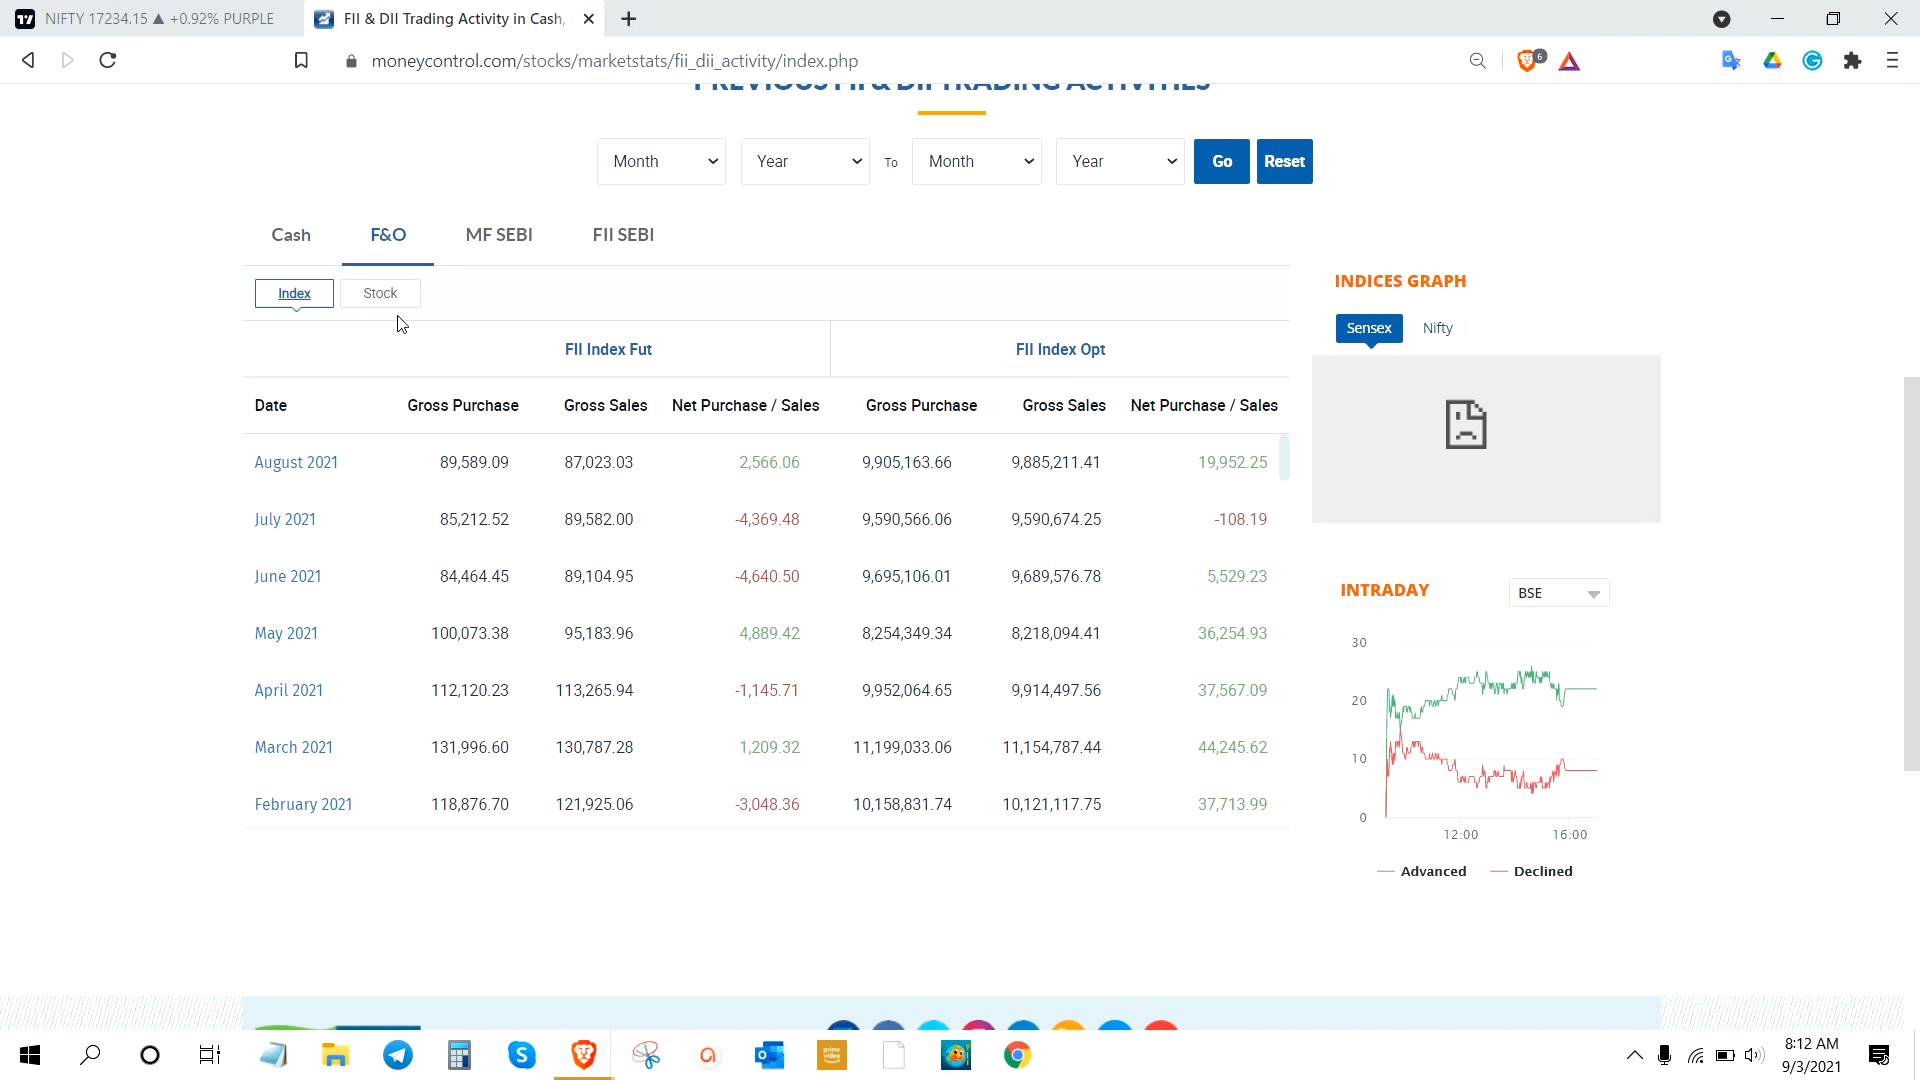 NIFTY 17234.15 ▲ +0.92% PURPLE
FII & DII Trading Activity in Cash,
moneycontrol.com/stocks/marketstats/fii_dii_activity/index.php
6
PREVIOUS FII & DII TRADING ACTIVITIES
Month Year To Month Year Go Reset
Cash F&O MF SEBI FII SEBI
Index Stock
FII Index Fut FII Index Opt
Date Gross Purchase Gross Sales Net Purchase / Sales Gross Purchase Gross Sales Net Purchase / Sales
August 2021 89,589.09 87,023.03 2,566.06 9,905,163.66 9,885,211.41 19,952.25
July 2021 85,212.52 89,582.00 -4,369.48 9,590,566.06 9,590,674.25 -108.19
June 2021 84,464.45 89,104.95 -4,640.50 9,695,106.01 9,689,576.78 5,529.23
May 2021 100,073.38 95,183.96 4,889.42 8,254,349.34 8,218,094.41 36,254.93
April 2021 112,120.23 113,265.94 -1,145.71 9,952,064.65 9,914,497.56 37,567.09
March 2021 131,996.60 130,787.28 1,209.32 11,199,033.06 11,154,787.44 44,245.62
February 2021 118,876.70 121,925.06 -3,048.36 10,158,831.74 10,121,117.75 37,713.99
INDICES GRAPH
Sensex Nifty
INTRADAY BSE
30
20
10
0
12:00 16:00
Advanced Declined
prime video
8:12 AM
9/3/2021